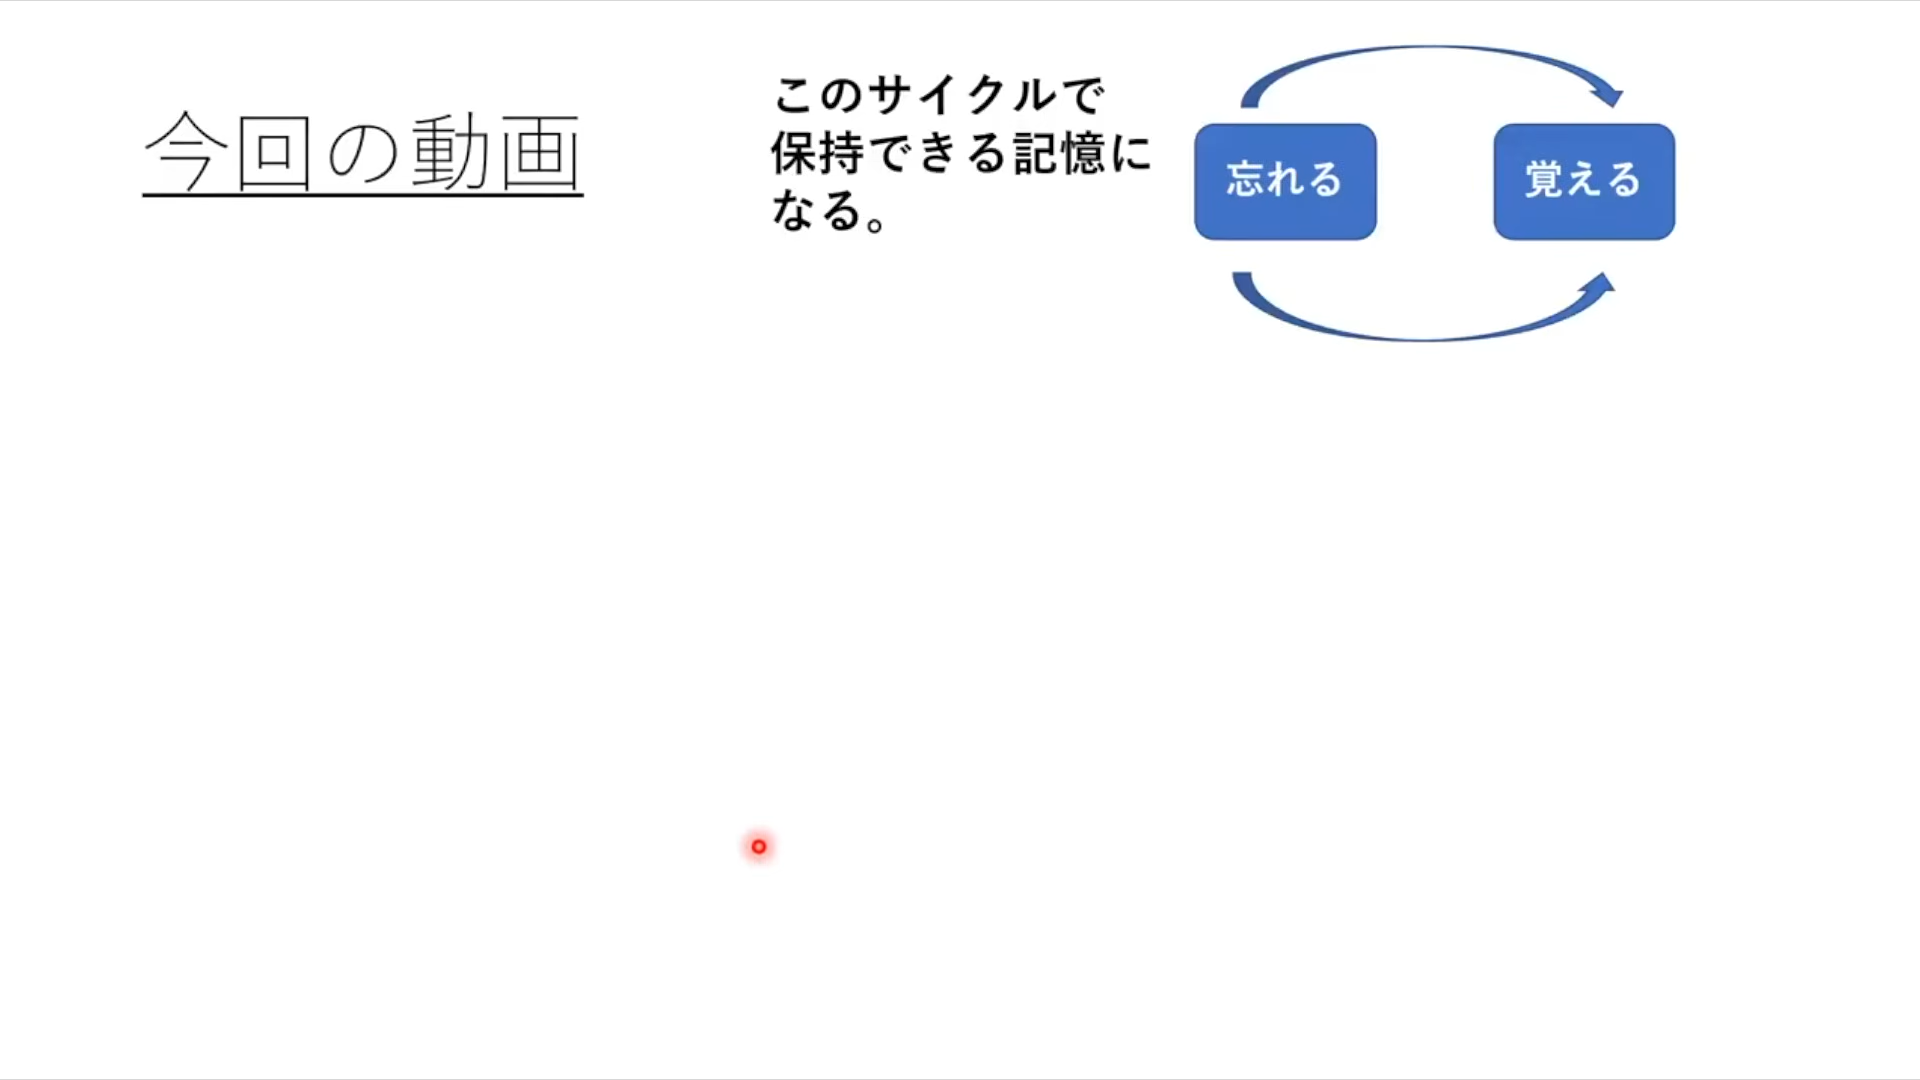 今回の動画
このサイクルで
保持できる記憶に
なる。
忘れる
覚える